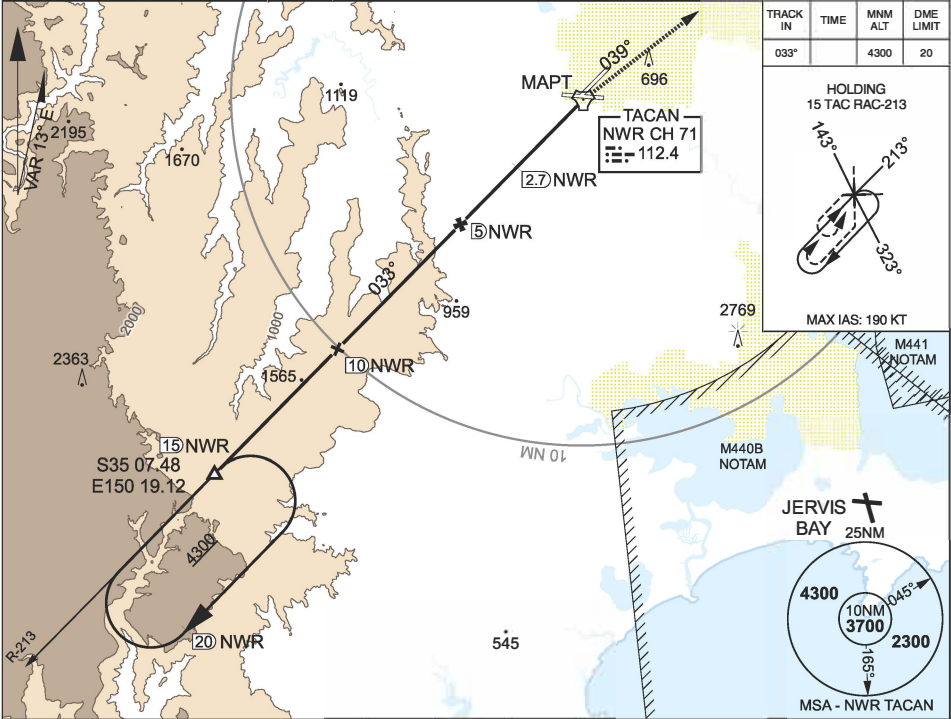 TRACK IN
TIME
MNM ALT
DME LIMIT
033°
4300
20
HOLDING
15 TAC RAC-213
143°
213°
323°
MAX IAS: 190 KT
VAR 13° E
2195
1670
1119
MAPT
039°
696
TACAN
NWR CH 71
112.4
2.7 NWR
5 NWR
033°
959
2000
1000
2363
2769
M441
NOTAM
10 NWR
1565
15 NWR
S35 07.48
E150 19.12
10 NM
M440B
NOTAM
4300
JERVIS
BAY
25NM
4300
10NM
3700
045°
2300
165°
MSA - NWR TACAN
20 NWR
R-213
545